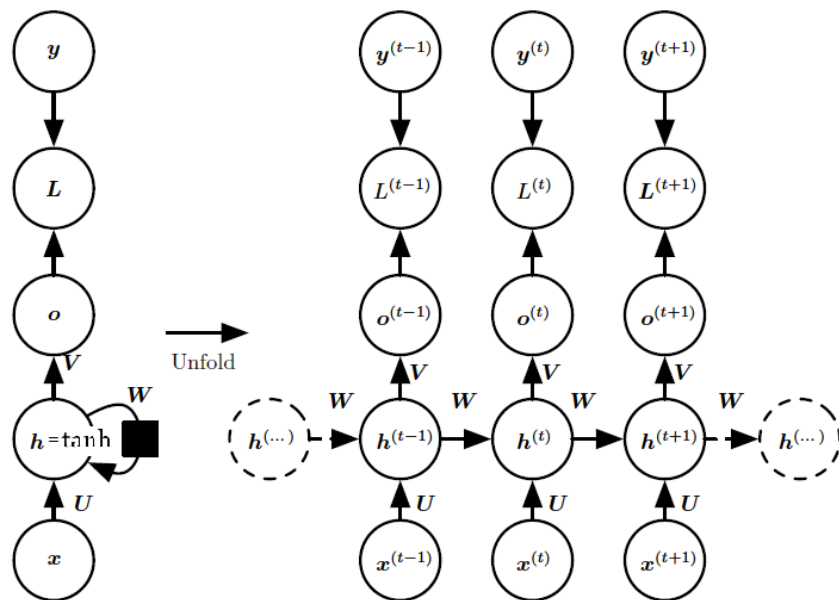 y y^{(t−1)} y^{(t)} y^{(t+1)}
L L^{(t−1)} L^{(t)} L^{(t+1)}
o o^{(t−1)} o^{(t)} o^{(t+1)}
Unfold
V V V V
W W W W W
h^{(...)} h=tanh h^{(t−1)} h^{(t)} h^{(t+1)} h^{(...)}
U U U U
x x^{(t−1)} x^{(t)} x^{(t+1)}